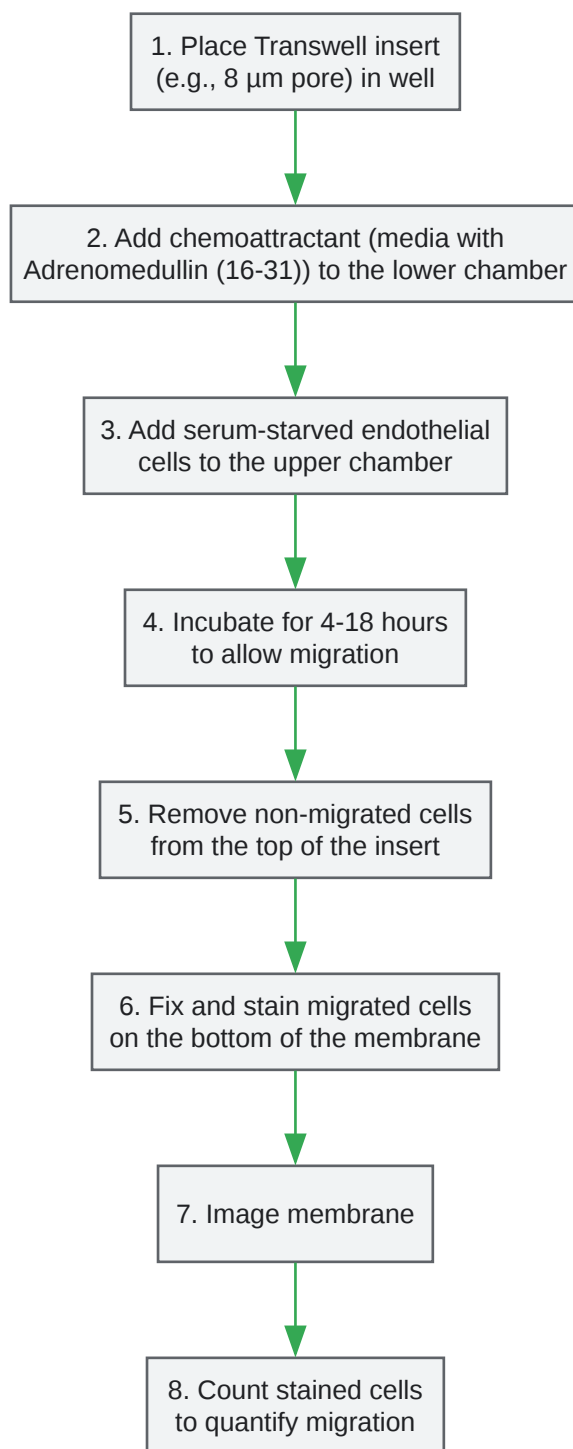 1. Place Transwell insert
(e.g., 8 µm pore) in well
2. Add chemoattractant (media with
Adrenomedullin (16-31)) to the lower chamber
3. Add serum-starved endothelial
cells to the upper chamber
4. Incubate for 4-18 hours
to allow migration
5. Remove non-migrated cells
from the top of the insert
6. Fix and stain migrated cells
on the bottom of the membrane
7. Image membrane
8. Count stained cells
to quantify migration